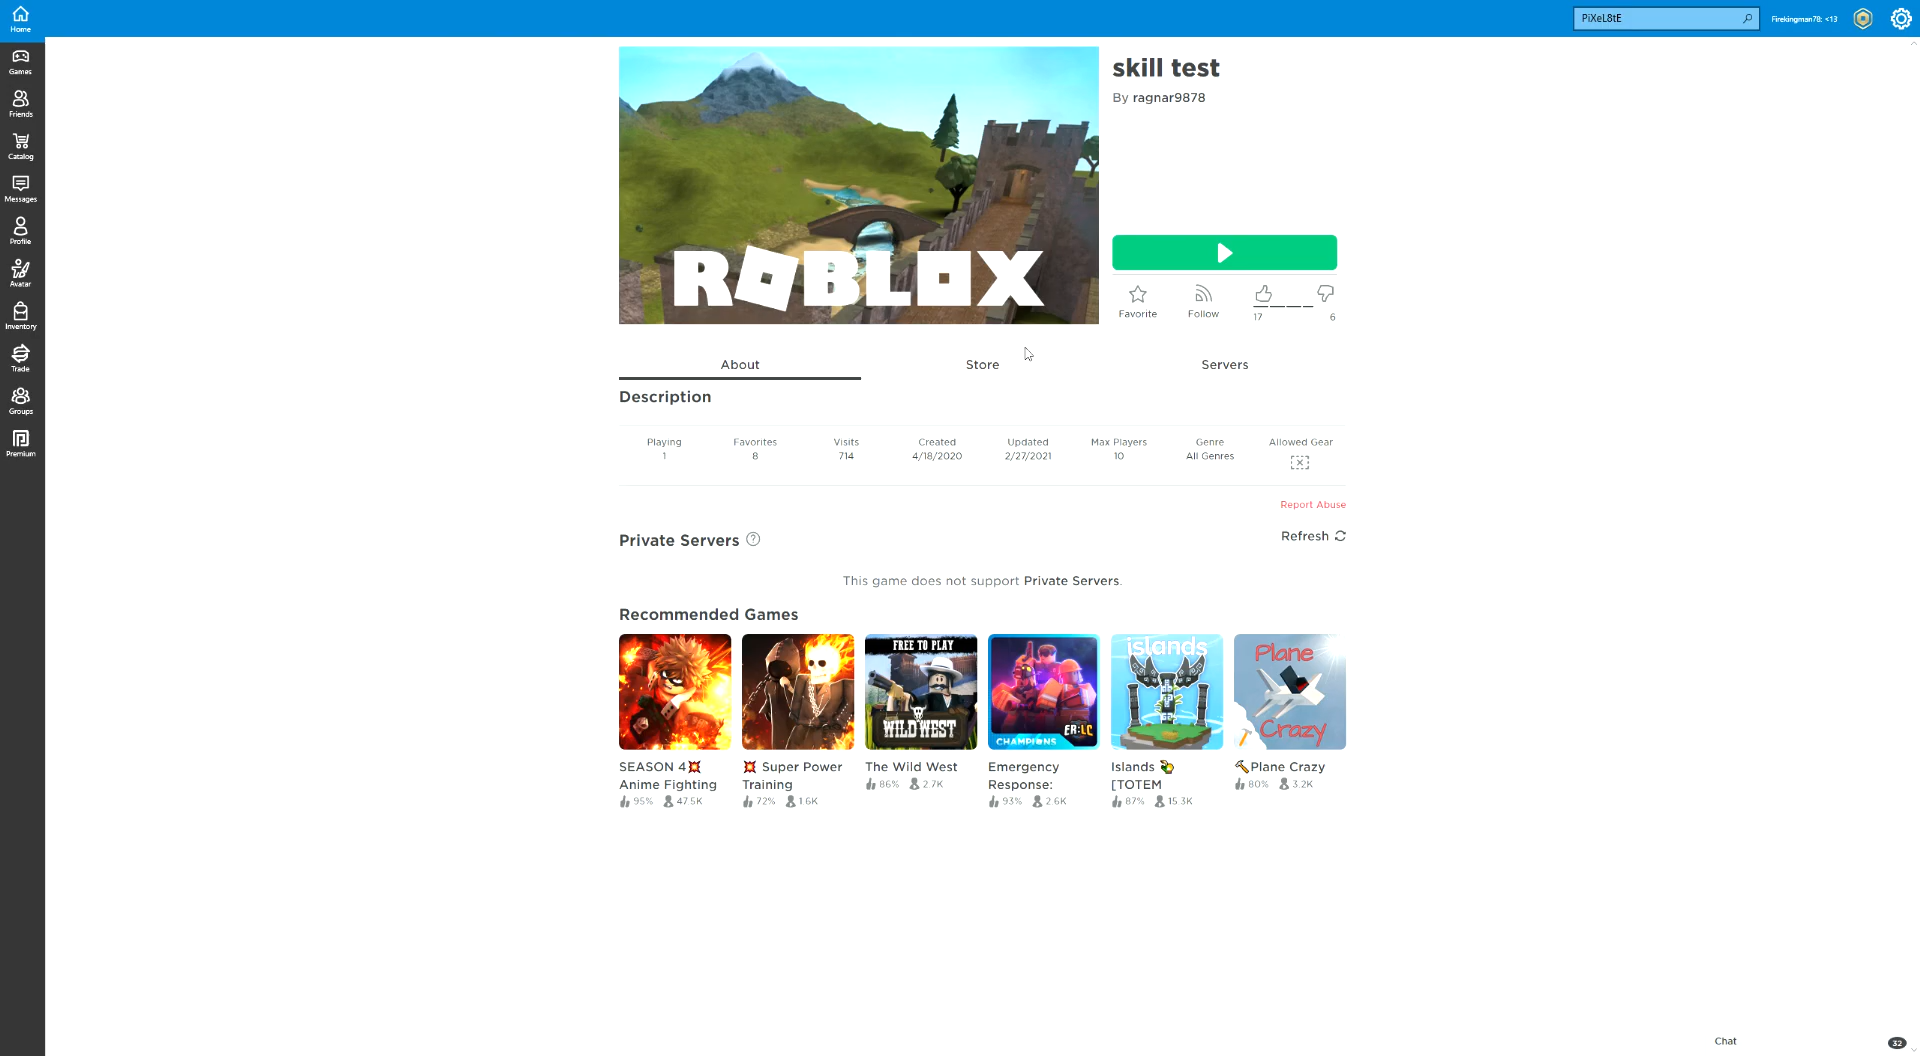 Home
PiXeL8tE
Firekingman78: <13
Games
Friends
Catalog
Messages
Profile
Avatar
Inventory
Trade
Groups
Premium
ROBLOX
skill test
By ragnar9878
Favorite
Follow
17
6
About
Store
Servers
Description
Playing
Favorites
Visits
Created
Updated
Max Players
Genre
Allowed Gear
1
8
714
4/18/2020
2/27/2021
10
All Genres
Report Abuse
Private Servers
Refresh
This game does not support Private Servers.
Recommended Games
FREE TO PLAY
WILD WEST
CHAMPIONS
ER:LC
islands
Plane
Crazy
SEASON 4💥
Anime Fighting
95% 47.5K
💥 Super Power
Training
72% 1.6K
The Wild West
86% 2.7K
Emergency
Response:
93% 2.6K
Islands
[TOTEM
87% 15.3K
🔨Plane Crazy
80% 3.2K
Chat
32